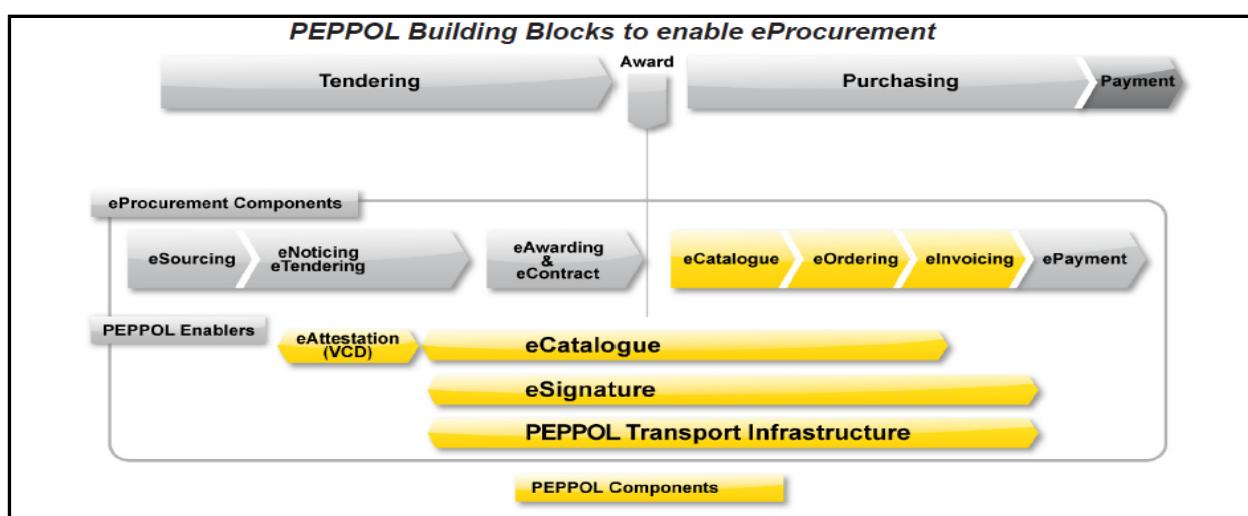 PEPPOL Building Blocks to enable eProcurement
Tendering
Award
Purchasing
Payment
eProcurement Components
eSourcing
eNoticing
eTendering
eAwarding
&
eContract
eCatalogue
eOrdering
eInvoicing
ePayment
PEPPOL Enablers
eAttestation
(VCD)
eCatalogue
eSignature
PEPPOL Transport Infrastructure
PEPPOL Components